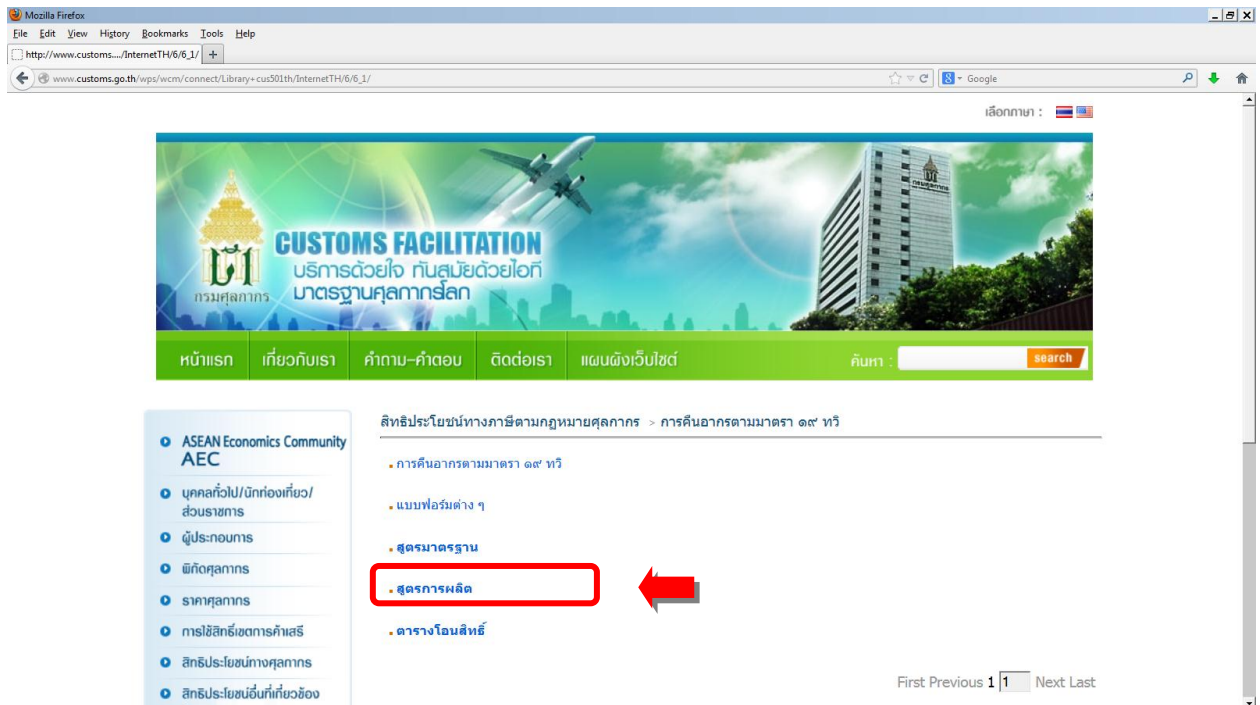 Mozilla Firefox
File Edit View History Bookmarks Tools Help
http://www.customs..../InternetTH/6/6_1/ +
www.customs.go.th/wps/wcm/connect/Library+cus501th/InternetTH/6/6_1/
Google
เลือกภาษา :
กรมศุลกากร
CUSTOMS FACILITATION
บริการด้วยใจ ทันสมัยด้วยไอที
มาตรฐานศุลกากรโลก
กรมศุลกากร
หน้าแรก เกี่ยวกับเรา คำถาม-คำตอบ ติดต่อเรา แผนผังเว็บไซต์ ค้นหา : search
สิทธิประโยชน์ทางภาษีตามกฎหมายศุลกากร > การคืนอากรตามมาตรา ๑๙ ทวิ
ASEAN Economics Community
AEC
บุคคลทั่วไป/นักท่องเที่ยว/
ส่วนราชการ
ผู้ประกอบการ
พิกัดศุลกากร
ราคาศุลกากร
การใช้สิทธิ์เขตการค้าเสรี
สิทธิประโยชน์ทางศุลกากร
สิทธิประโยชน์อื่นที่เกี่ยวข้อง
การคืนอากรตามมาตรา ๑๙ ทวิ
แบบฟอร์มต่าง ๆ
สูตรมาตรฐาน
สูตรการผลิต
ตารางโอนสิทธิ์
First Previous 1 1 Next Last